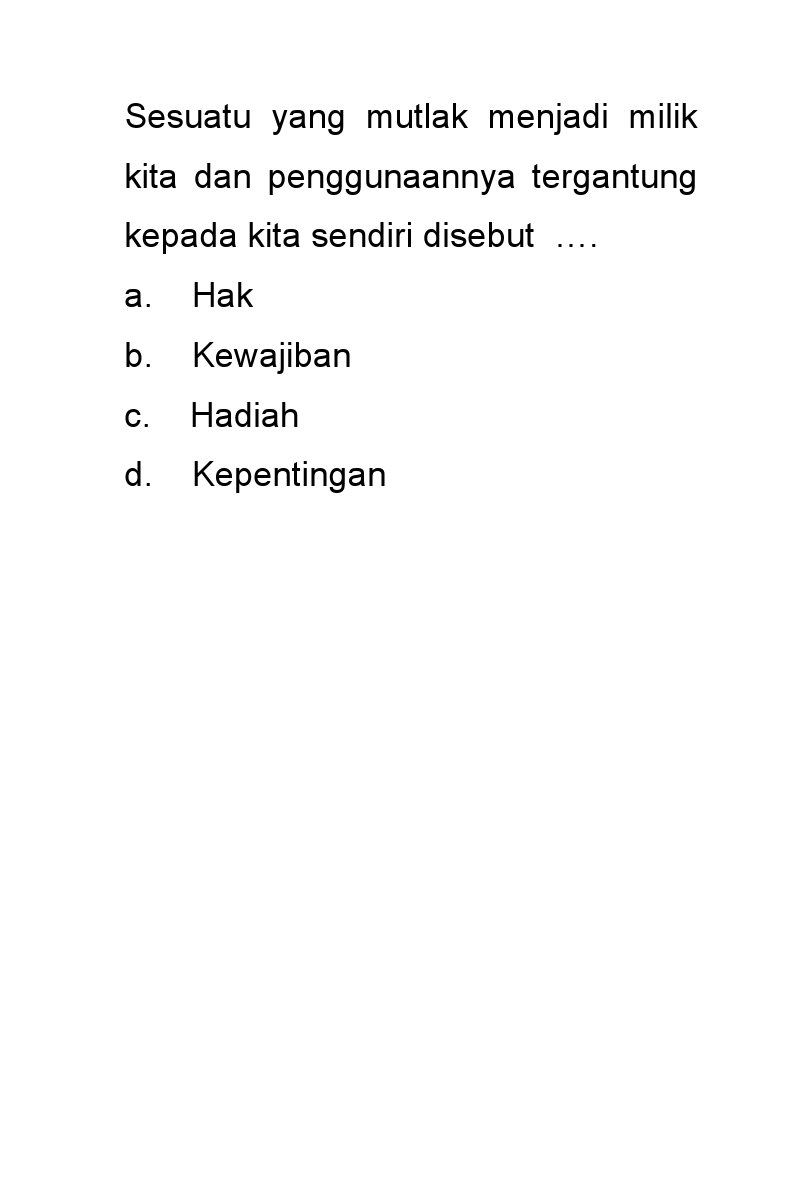 Sesuatu yang mutlak menjadi milik
kita dan penggunaannya tergantung
kepada kita sendiri disebut ....
a. Hak
b. Kewajiban
c. Hadiah
d. Kepentingan